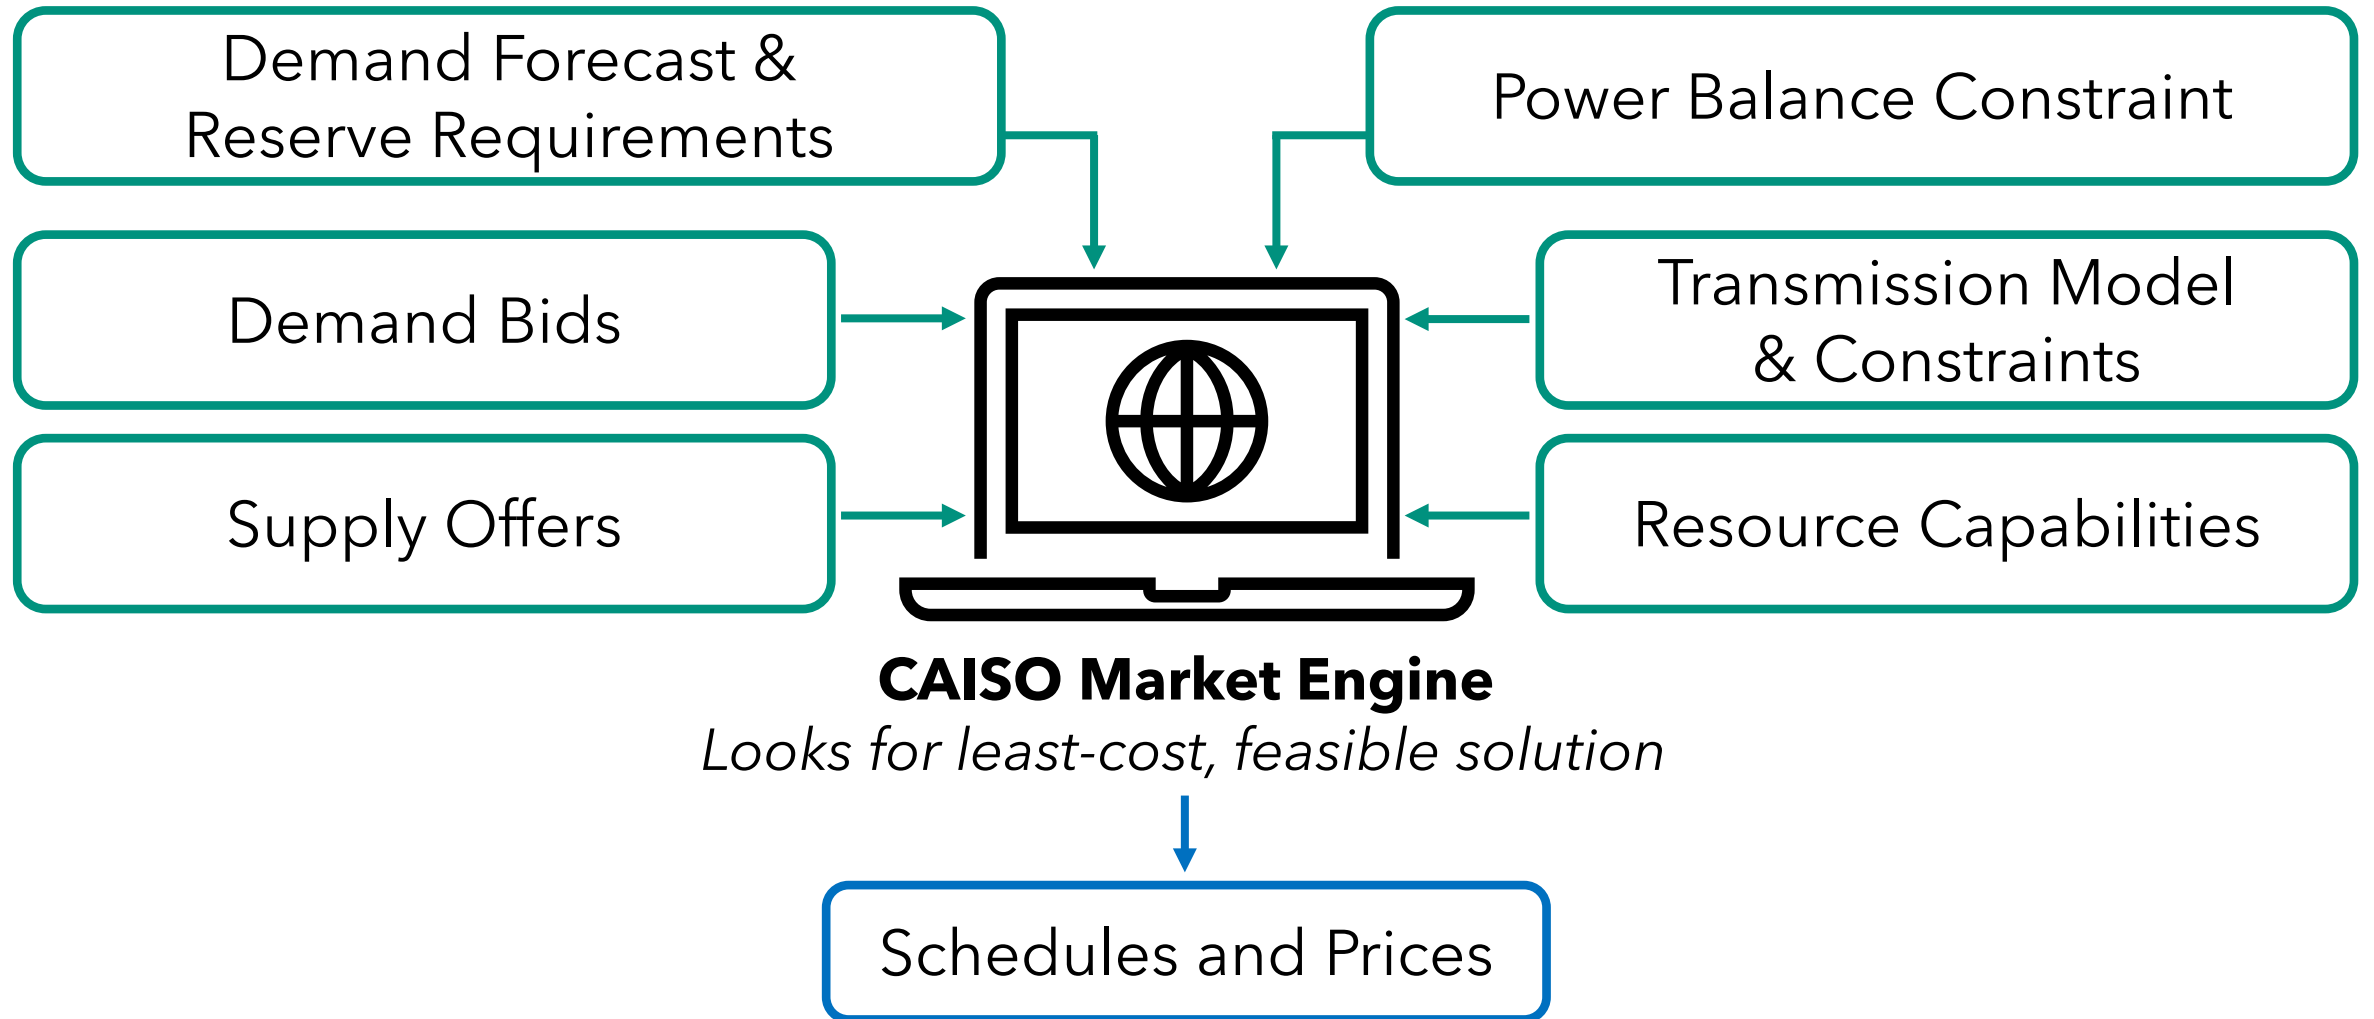 Demand Forecast &
Reserve Requirements
Power Balance Constraint
Demand Bids
Transmission Model
& Constraints
Supply Offers
Resource Capabilities
CAISO Market Engine
Looks for least-cost, feasible solution
Schedules and Prices